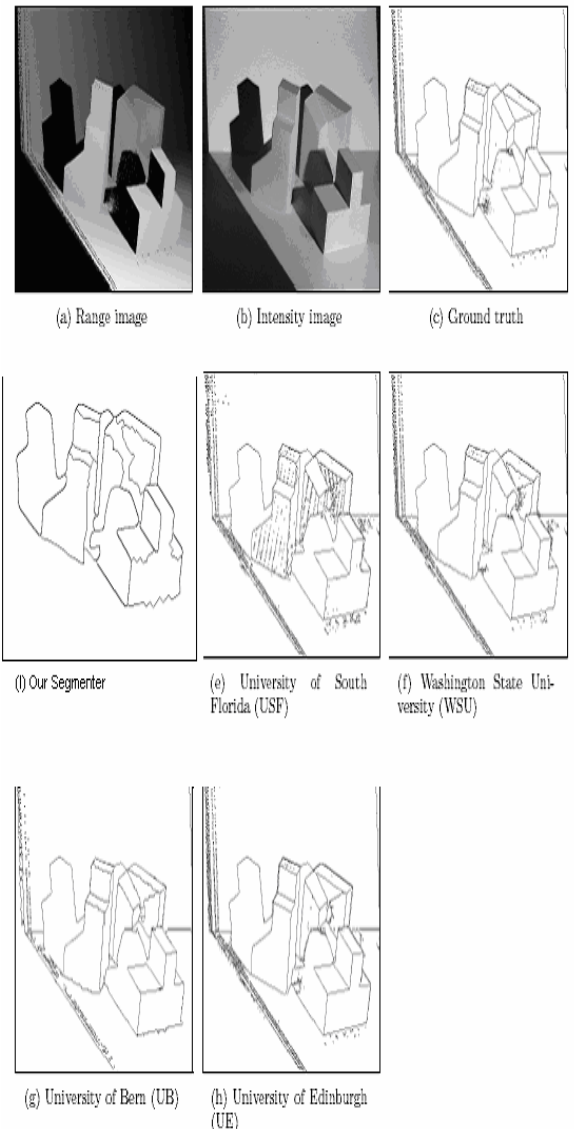 (a) Range image
(b) Intensity image
(c) Ground truth
(l) Our Segmenter
(e) University of South
Florida (USF)
(f) Washington State Uni-
versity (WSU)
(g) University of Bern (UB)
(h) University of Edinburgh
(UE)